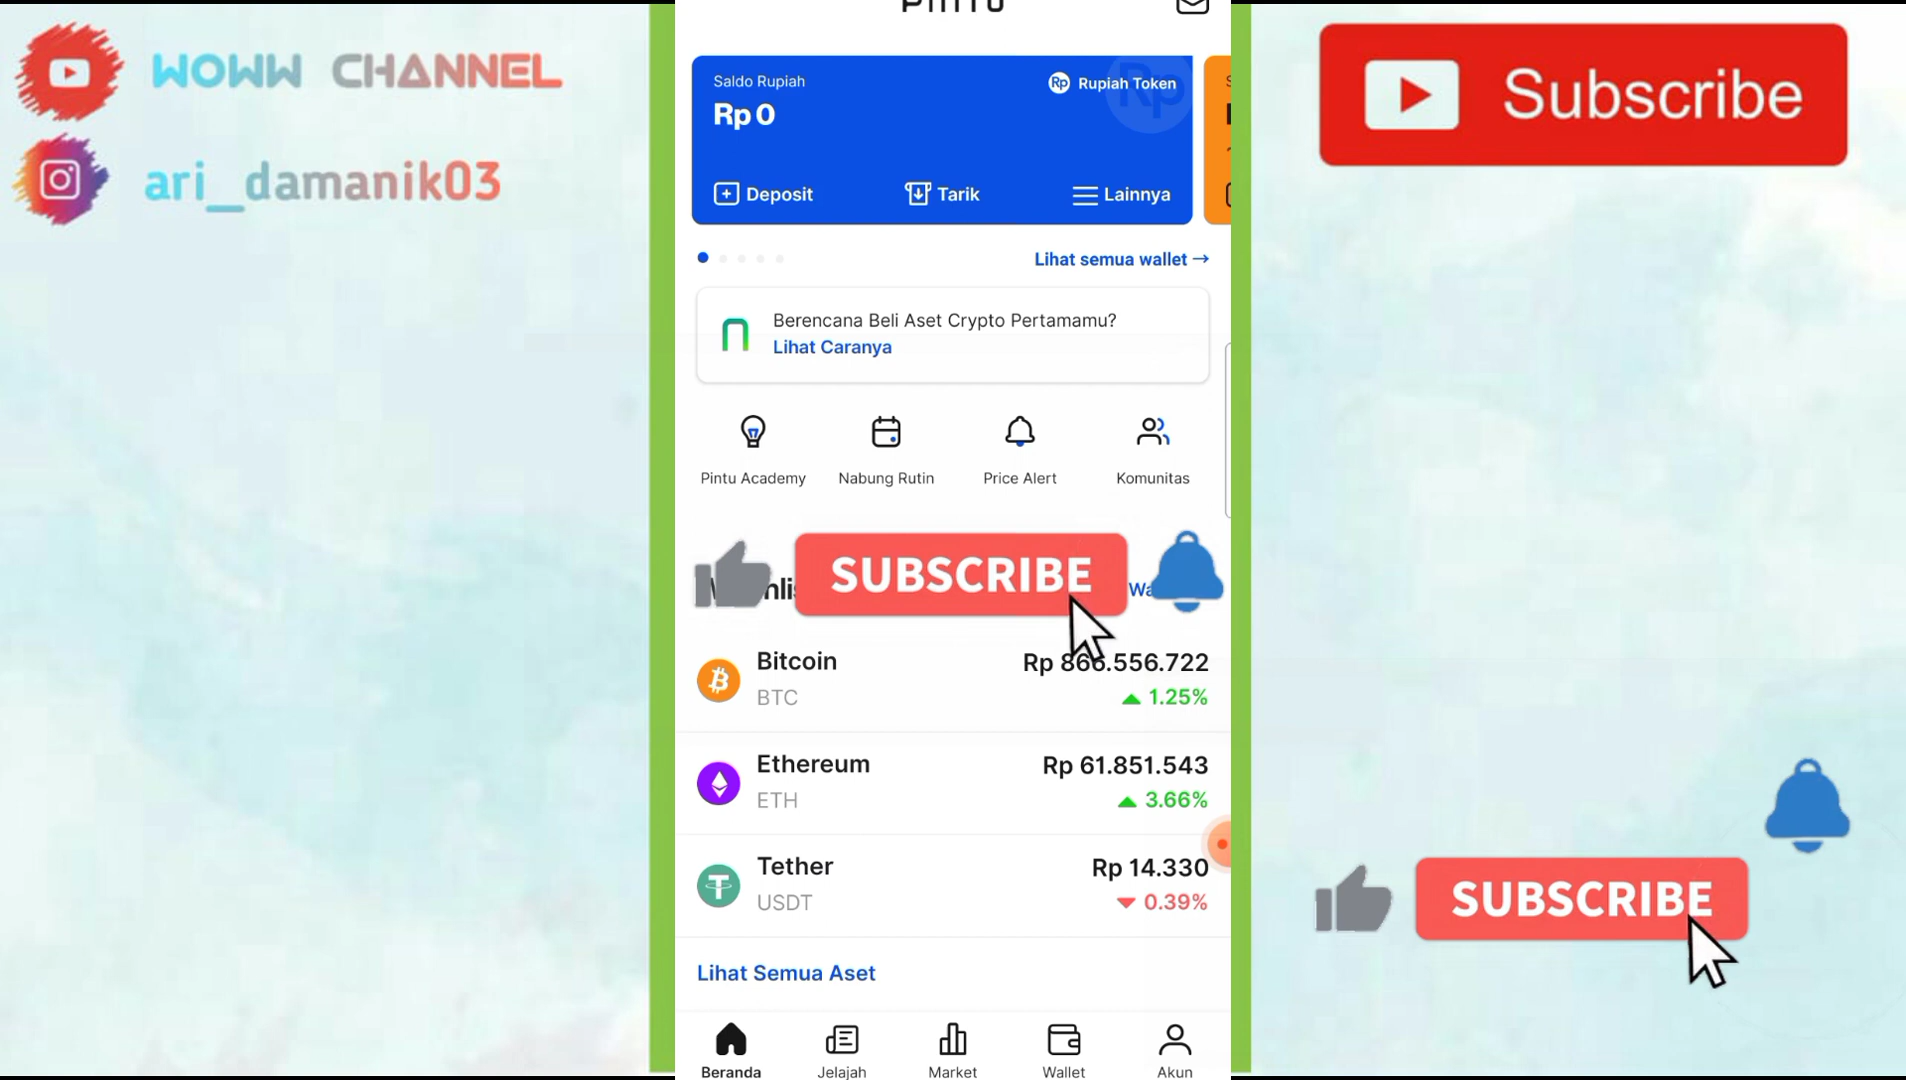 WOWW CHANNEL
ari_damanik03
Subscribe
PINTU
Saldo Rupiah
Rp Rupiah Token
Rp 0
Deposit
Tarik
Lainnya
Lihat semua wallet →
Berencana Beli Aset Crypto Pertamamu?
Lihat Caranya
Pintu Academy
Nabung Rutin
Price Alert
Komunitas
SUBSCRIBE
Bitcoin
Rp 866.556.722
BTC
1.25%
Ethereum
Rp 61.851.543
ETH
3.66%
Tether
Rp 14.330
USDT
0.39%
Lihat Semua Aset
Beranda
Jelajah
Market
Wallet
Akun
SUBSCRIBE